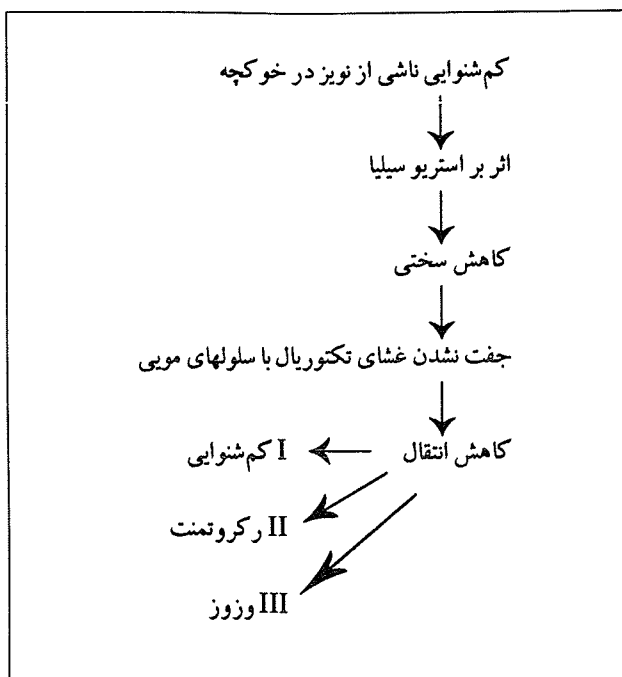 کم‌شنوایی ناشی از نویز در خوکچه
اثر بر استریو سیلیا
کاهش سختی
جفت نشدن غشای تکتوریال با سلولهای مویی
کاهش انتقال
I کم‌شنوایی
II رکروتمنت
III وزوز